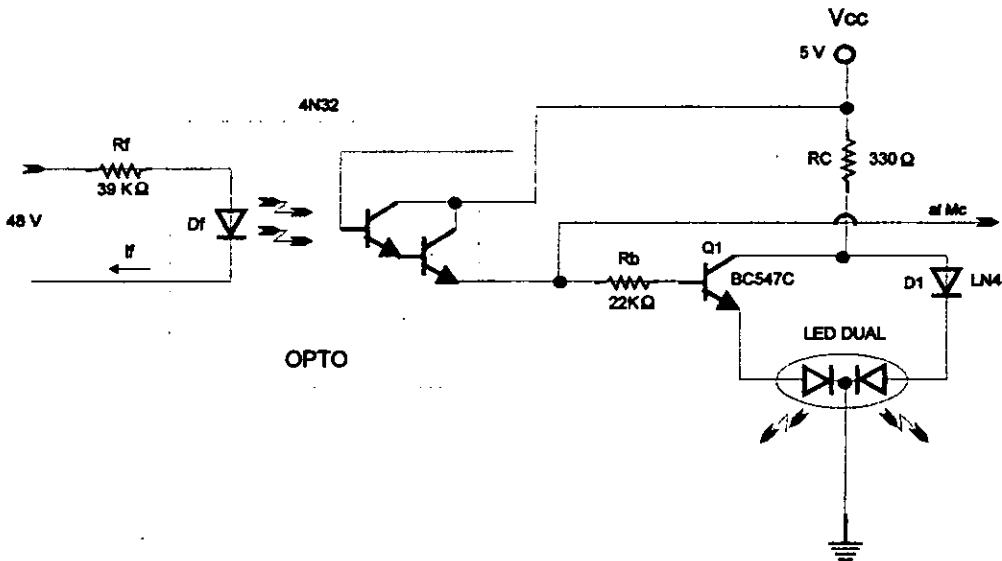 Vcc
5 V
4N32
Rf
39 KΩ
48 V
Df
If
RC
330 Ω
al Mc
Q1
BC547C
Rb
22KΩ
D1
LN4
LED DUAL
OPTO